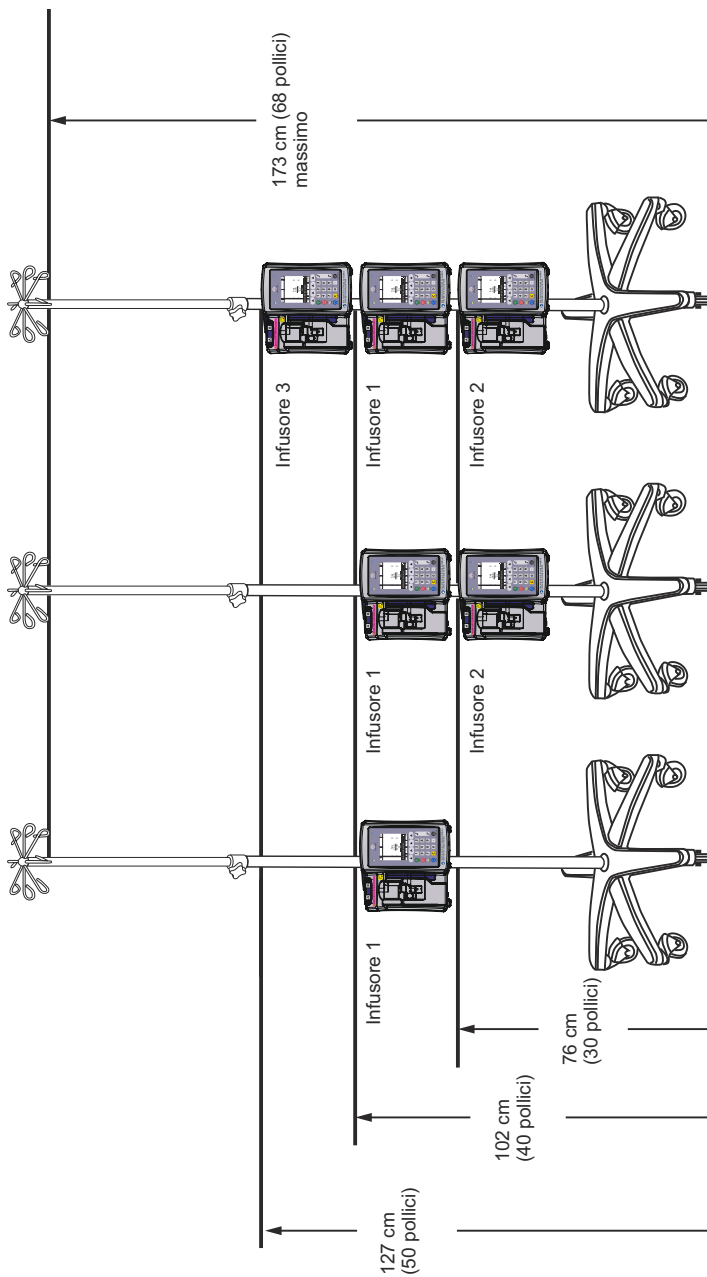 173 cm (68 pollici)
massimo
Infusore 3
Infusore 1
Infusore 2
Infusore 1
Infusore 2
Infusore 1
76 cm
(30 pollici)
102 cm
(40 pollici)
127 cm
(50 pollici)